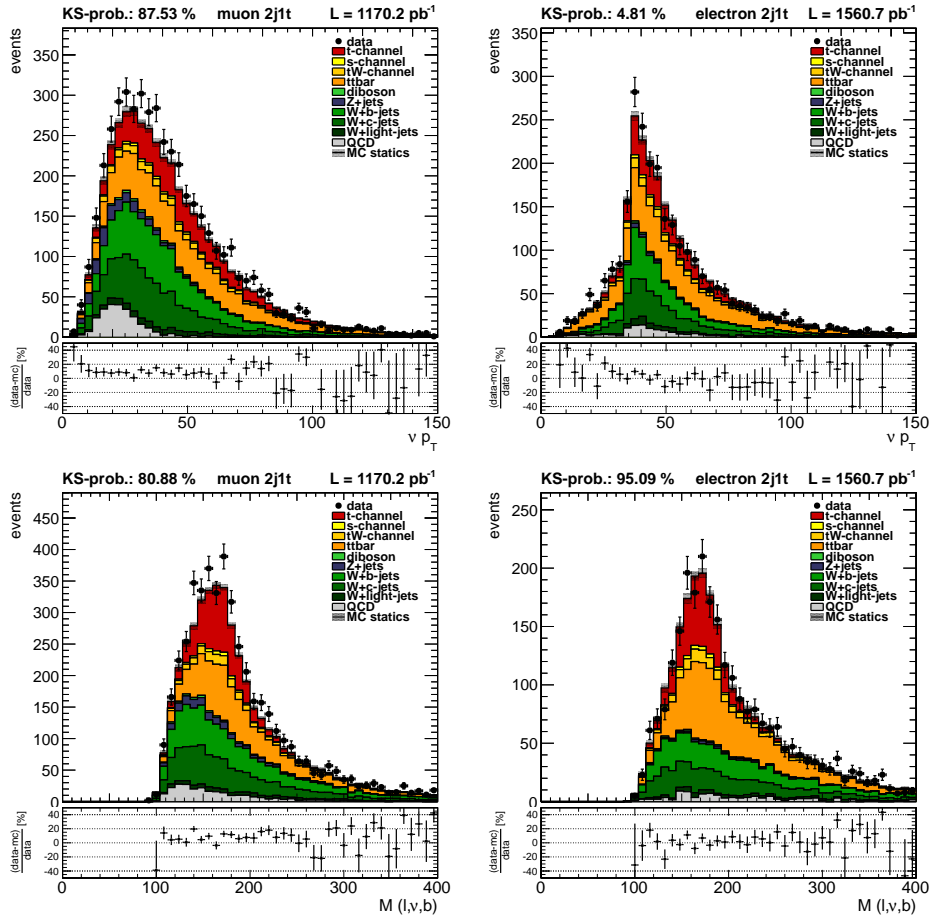 KS-prob.: 87.53 % muon 2j1t L = 1170.2 pb-1
events
350
300
250
200
150
100
50
0
data
t-channel
s-channel
tW-channel
ttbar
diboson
Z+jets
W+b-jets
W+c-jets
W+light-jets
QCD
MC statics
(data-mc) [%]
data
40
20
0
-20
-40
0 50 100 150
ν pT
KS-prob.: 4.81 % electron 2j1t L = 1560.7 pb-1
events
350
300
250
200
150
100
50
0
data
t-channel
s-channel
tW-channel
ttbar
diboson
Z+jets
W+b-jets
W+c-jets
W+light-jets
QCD
MC statics
(data-mc) [%]
data
40
20
0
-20
-40
0 50 100 150
ν pT
KS-prob.: 80.88 % muon 2j1t L = 1170.2 pb-1
events
450
400
350
300
250
200
150
100
50
0
data
t-channel
s-channel
tW-channel
ttbar
diboson
Z+jets
W+b-jets
W+c-jets
W+light-jets
QCD
MC statics
(data-mc) [%]
data
40
20
0
-20
-40
0 100 200 300 400
M (l,ν,b)
KS-prob.: 95.09 % electron 2j1t L = 1560.7 pb-1
events
250
200
150
100
50
0
data
t-channel
s-channel
tW-channel
ttbar
diboson
Z+jets
W+b-jets
W+c-jets
W+light-jets
QCD
MC statics
(data-mc) [%]
data
40
20
0
-20
-40
0 100 200 300 400
M (l,ν,b)